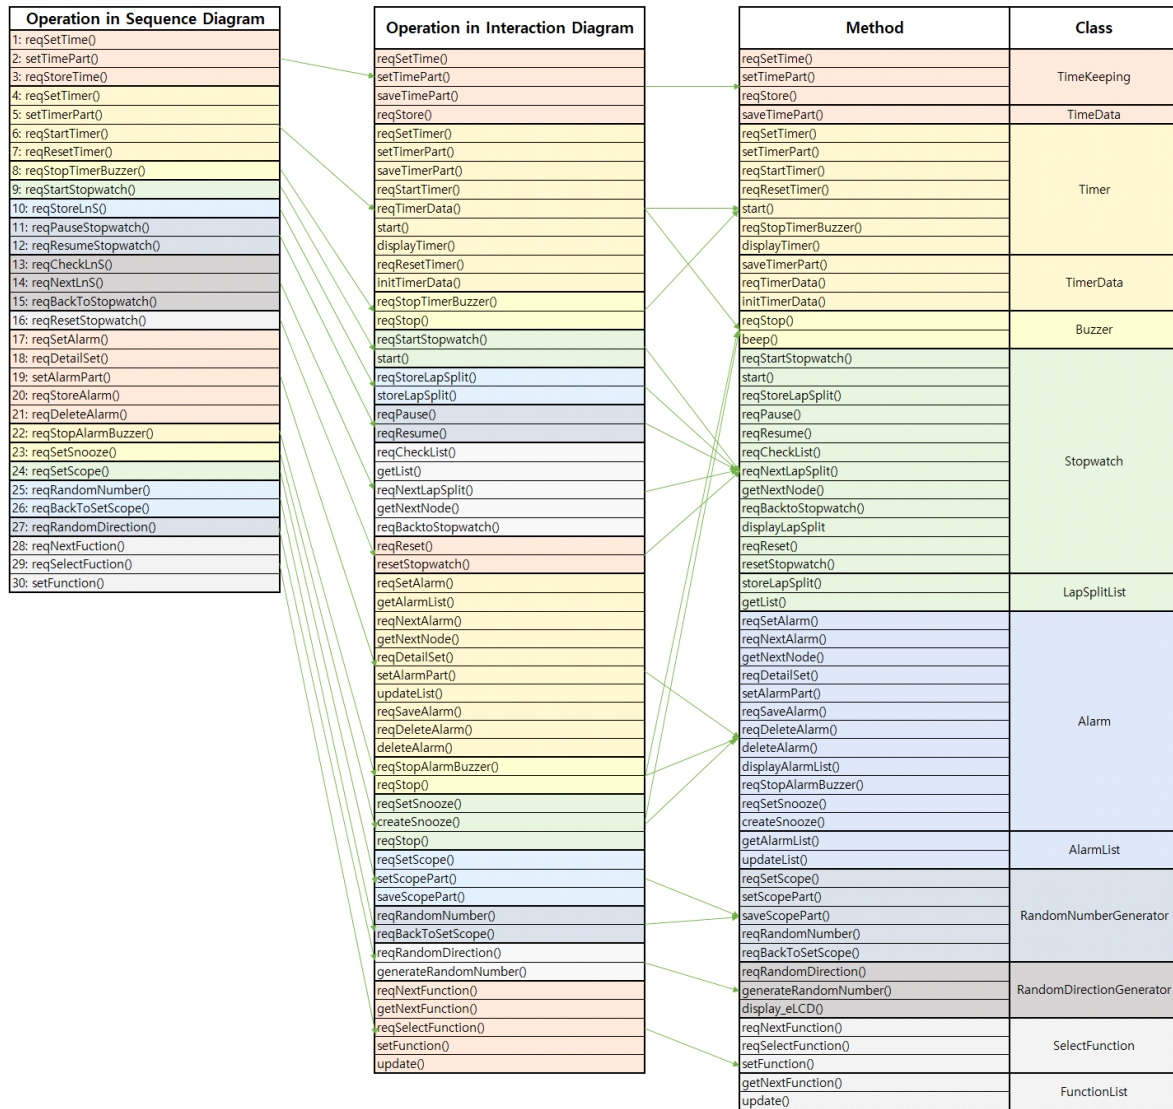 Operation in Sequence Diagram
1: reqSetTime()
2: setTimePart()
3: reqStoreTime()
4: reqSetTimer()
5: setTimerPart()
6: reqStartTimer()
7: reqResetTimer()
8: reqStopTimerBuzzer()
9: reqStartStopwatch()
10: reqStoreLnS()
11: reqPauseStopwatch()
12: reqResumeStopwatch()
13: reqCheckLnS()
14: reqNextLnS()
15: reqBackToStopwatch()
16: reqResetStopwatch()
17: reqSetAlarm()
18: reqDetailSet()
19: setAlarmPart()
20: reqStoreAlarm()
21: reqDeleteAlarm()
22: reqStopAlarmBuzzer()
23: reqSetSnooze()
24: reqSetScope()
25: reqRandomNumber()
26: reqBackToSetScope()
27: reqRandomDirection()
28: reqNextFuction()
29: reqSelectFuction()
30: setFunction()
Operation in Interaction Diagram
reqSetTime()
setTimePart()
saveTimePart()
reqStore()
reqSetTimer()
setTimerPart()
saveTimerPart()
reqStartTimer()
reqTimerData()
start()
displayTimer()
reqResetTimer()
initTimerData()
reqStopTimerBuzzer()
reqStop()
reqStartStopwatch()
start()
reqStoreLapSplit()
storeLapSplit()
reqPause()
reqResume()
reqCheckList()
getList()
reqNextLapSplit()
getNextNode()
reqBacktoStopwatch()
reqReset()
resetStopwatch()
reqSetAlarm()
getAlarmList()
reqNextAlarm()
getNextNode()
reqDetailSet()
setAlarmPart()
updateList()
reqSaveAlarm()
reqDeleteAlarm()
deleteAlarm()
reqStopAlarmBuzzer()
reqStop()
reqSetSnooze()
createSnooze()
reqStop()
reqSetScope()
setScopePart()
saveScopePart()
reqRandomNumber()
reqBackToSetScope()
reqRandomDirection()
generateRandomNumber()
reqNextFunction()
getNextFunction()
reqSelectFunction()
setFunction()
update()
Method
Class
reqSetTime()
setTimePart()
reqStore()
TimeKeeping
saveTimePart()
TimeData
reqSetTimer()
setTimerPart()
reqStartTimer()
reqResetTimer()
start()
reqStopTimerBuzzer()
displayTimer()
Timer
saveTimerPart()
reqTimerData()
initTimerData()
TimerData
reqStop()
beep()
Buzzer
reqStartStopwatch()
start()
reqStoreLapSplit()
reqPause()
reqResume()
reqCheckList()
reqNextLapSplit()
getNextNode()
reqBacktoStopwatch()
displayLapSplit
reqReset()
resetStopwatch()
Stopwatch
storeLapSplit()
getList()
LapSplitList
reqSetAlarm()
reqNextAlarm()
getNextNode()
reqDetailSet()
setAlarmPart()
reqSaveAlarm()
reqDeleteAlarm()
deleteAlarm()
displayAlarmList()
reqStopAlarmBuzzer()
reqSetSnooze()
createSnooze()
Alarm
getAlarmList()
updateList()
AlarmList
reqSetScope()
setScopePart()
saveScopePart()
reqRandomNumber()
reqBackToSetScope()
RandomNumberGenerator
reqRandomDirection()
generateRandomNumber()
display_eLCD()
RandomDirectionGenerator
reqNextFunction()
reqSelectFunction()
setFunction()
SelectFunction
getNextFunction()
update()
FunctionList